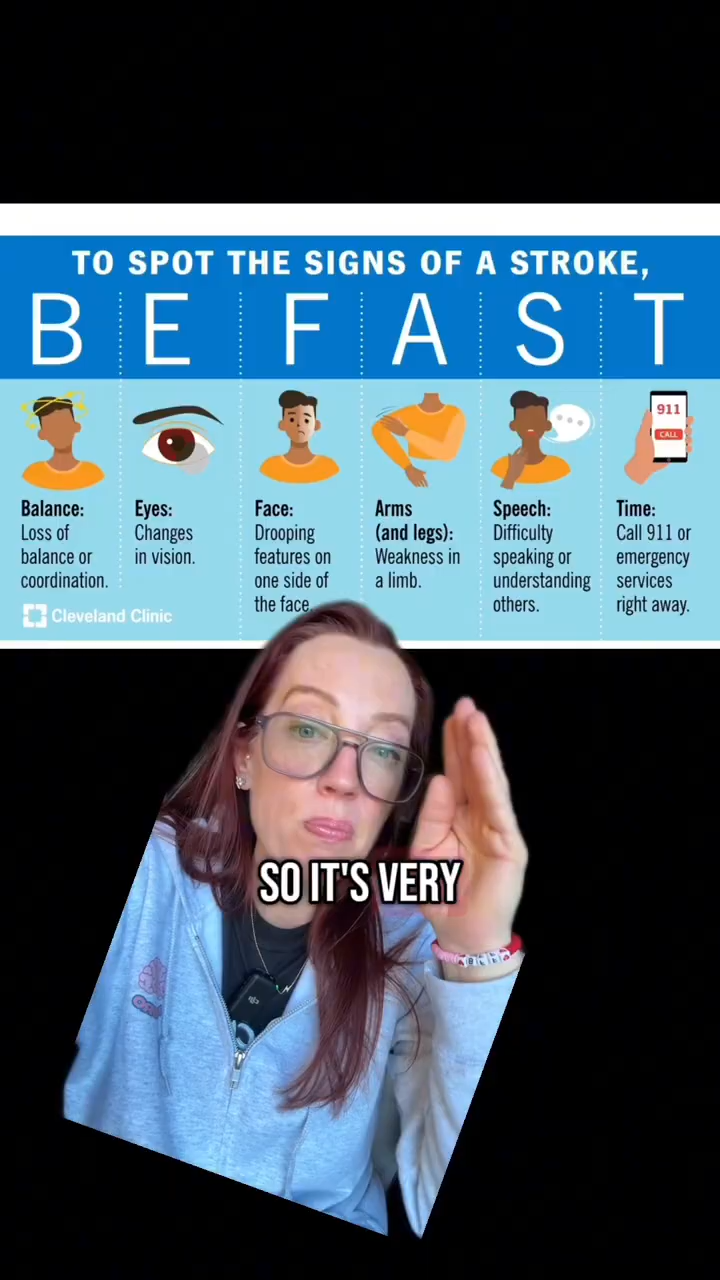 TO SPOT THE SIGNS OF A STROKE,
B E F A S T
911
CALL
Balance:
Loss of
balance or
coordination.
Eyes:
Changes
in vision.
Face:
Drooping
features on
one side of
the face.
Arms
(and legs):
Weakness in
a limb.
Speech:
Difficulty
speaking or
understanding
others.
Time:
Call 911 or
emergency
services
right away.
Cleveland Clinic
SO IT'S VERY
dji